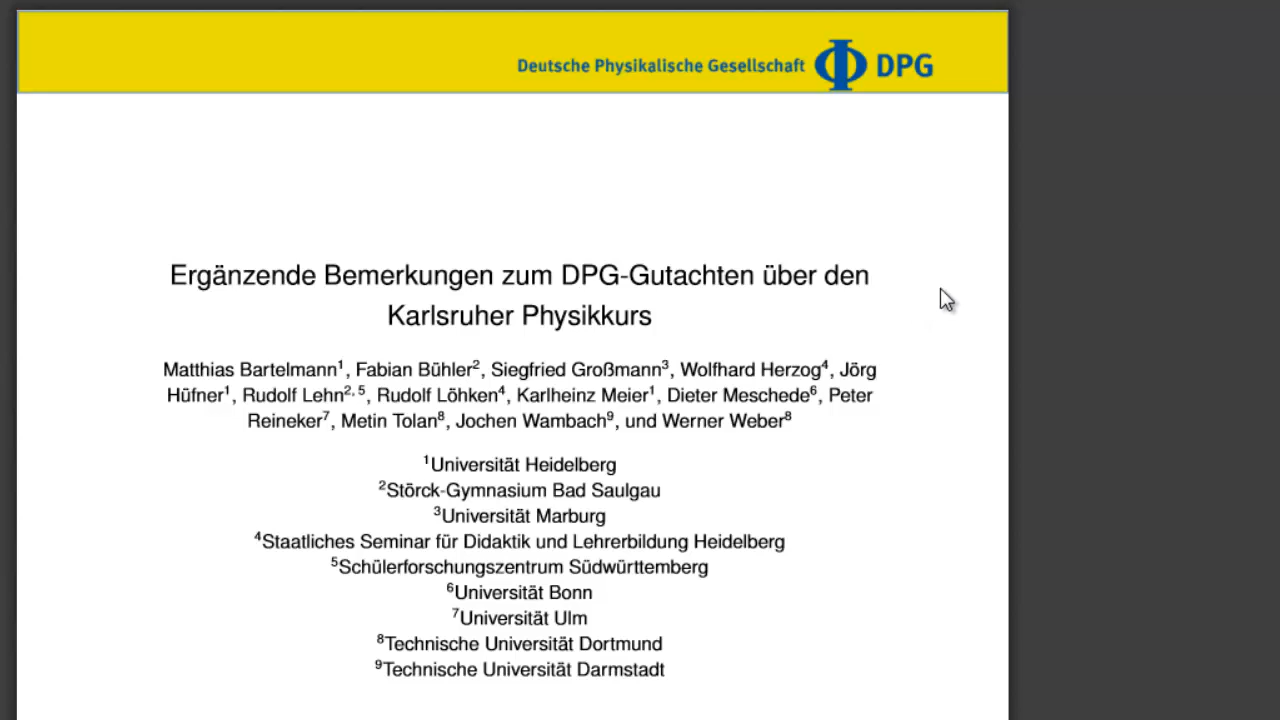 Deutsche Physikalische Gesellschaft DPG
Ergänzende Bemerkungen zum DPG-Gutachten über den
Karlsruher Physikkurs
Matthias Bartelmann¹, Fabian Bühler², Siegfried Großmann³, Wolfhard Herzog⁴, Jörg
Hüfner¹, Rudolf Lehn²,⁵, Rudolf Löhken⁴, Karlheinz Meier¹, Dieter Meschede⁶, Peter
Reineker⁷, Metin Tolan⁸, Jochen Wambach⁹, und Werner Weber⁸
¹Universität Heidelberg
²Störck-Gymnasium Bad Saulgau
³Universität Marburg
⁴Staatliches Seminar für Didaktik und Lehrerbildung Heidelberg
⁵Schülerforschungszentrum Südwürttemberg
⁶Universität Bonn
⁷Universität Ulm
⁸Technische Universität Dortmund
⁹Technische Universität Darmstadt